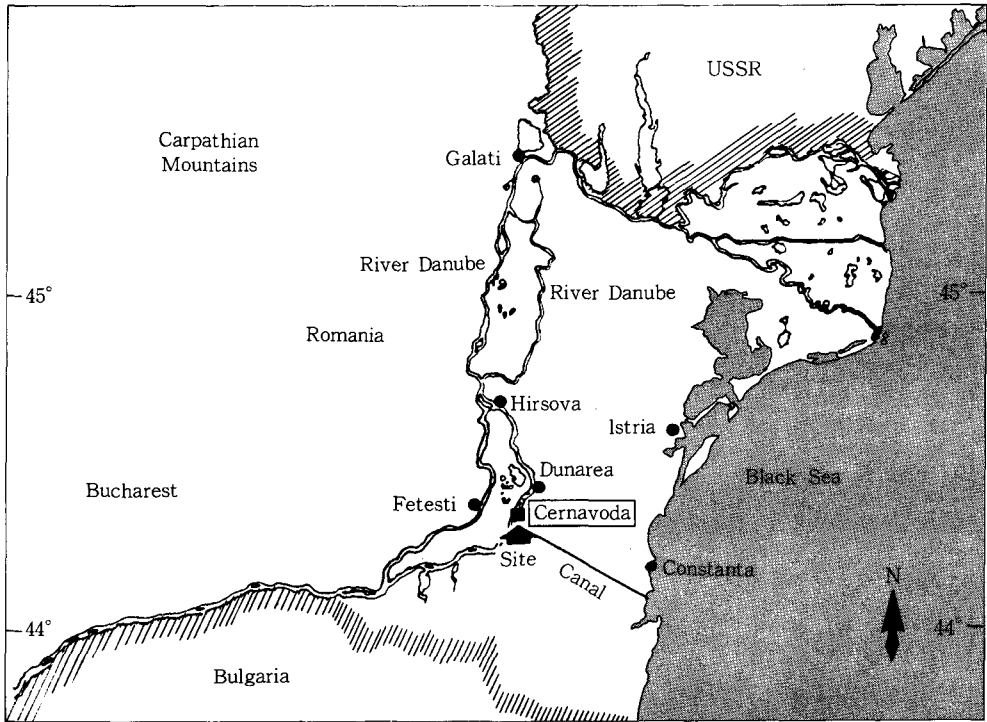 USSR
Carpathian
Mountains
Galati
River Danube
River Danube
45°
45°
Romania
Hirsova
Istria
Dunarea
Black Sea
Bucharest
Fetesti
Cernavoda
Site
Canal
Constanta
N
44°
44°
Bulgaria